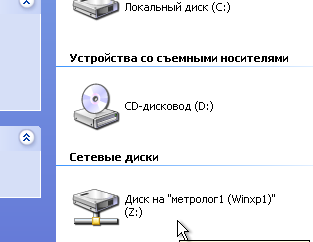 Локальный диск (C:)
Устройства со съемными носителями
CD-дисковод (D:)
Сетевые диски
Диск на "метролог1 (Winxp1)"
(Z:)